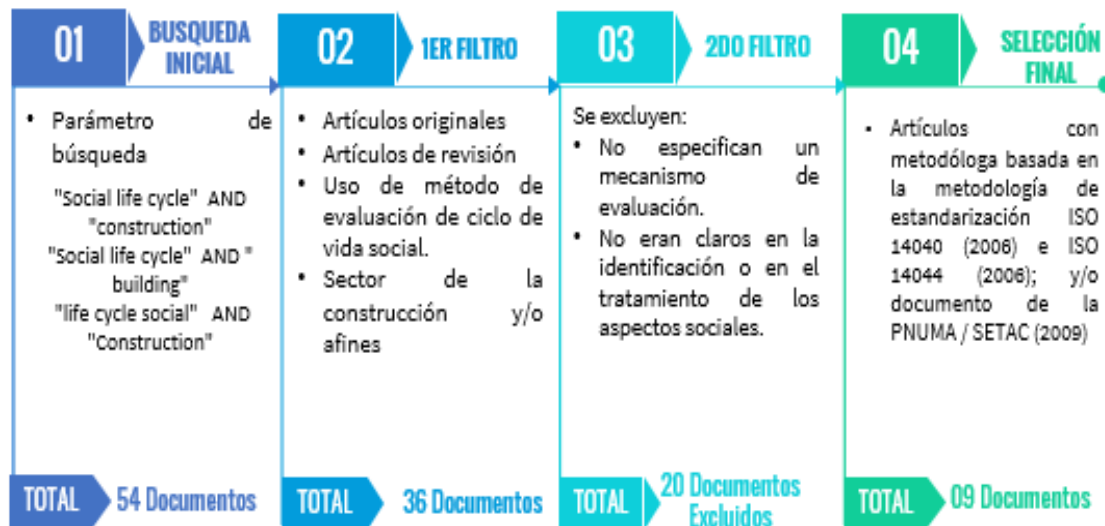 01
BUSQUEDA
INICIAL
• Parámetro de
búsqueda
"Social life cycle" AND
"construction"
"Social life cycle" AND "
building"
"life cycle social" AND
"Construction"
TOTAL
54 Documentos
02
1ER FILTRO
• Artículos originales
• Artículos de revisión
• Uso de método de
evaluación de ciclo de
vida social.
• Sector de la
construcción y/o
afines
TOTAL
36 Documentos
03
2DO FILTRO
Se excluyen:
• No especifican un
mecanismo de
evaluación.
• No eran claros en la
identificación o en el
tratamiento de los
aspectos sociales.
TOTAL
20 Documentos
Excluidos
04
SELECCIÓN
FINAL
• Artículos con
metodóloga basada en
la metodología de
estandarización ISO
14040 (2006) e ISO
14044 (2006); y/o
documento de la
PNUMA / SETAC (2009)
TOTAL
09 Documentos